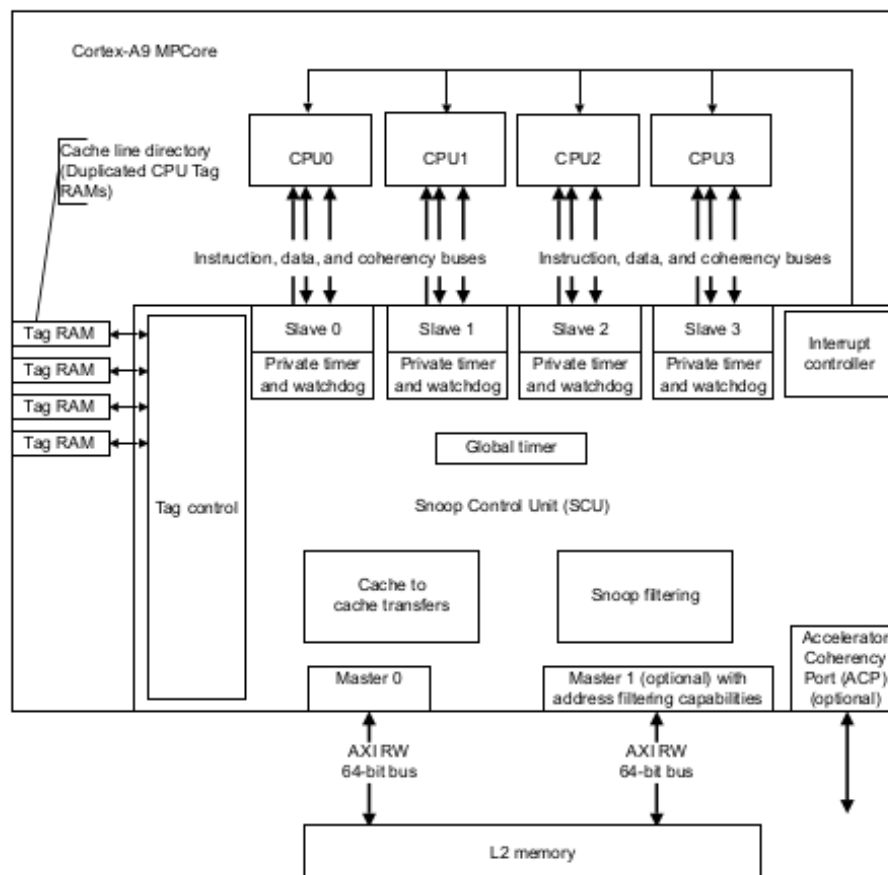 Cortex-A9 MPCore
Cache line directory
(Duplicated CPU Tag
RAMs)
CPU0
CPU1
CPU2
CPU3
Instruction, data, and coherency buses
Instruction, data, and coherency buses
Tag RAM
Tag RAM
Tag RAM
Tag RAM
Tag control
Slave 0
Private timer
and watchdog
Slave 1
Private timer
and watchdog
Slave 2
Private timer
and watchdog
Slave 3
Private timer
and watchdog
Interrupt
controller
Global timer
Snoop Control Unit (SCU)
Cache to
cache transfers
Snoop filtering
Master 0
Master 1 (optional) with
address filtering capabilities
Accelerator
Coherency
Port (ACP)
(optional)
AXI RW
64-bit bus
AXI RW
64-bit bus
L2 memory